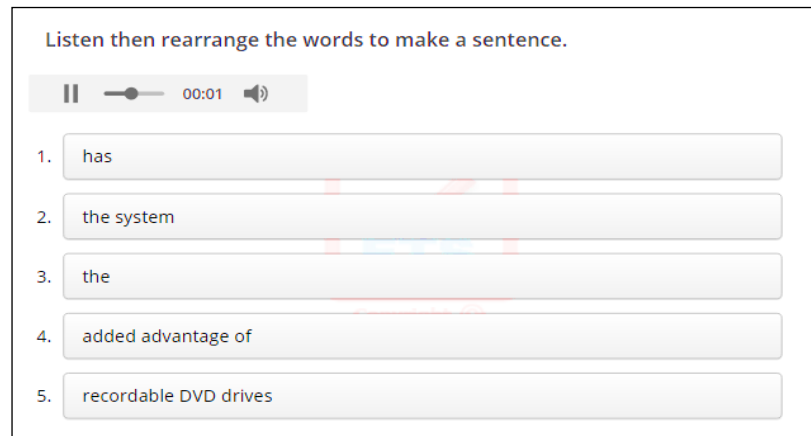 Listen then rearrange the words to make a sentence.
00:01
1. has
2. the system
3. the
4. added advantage of
5. recordable DVD drives